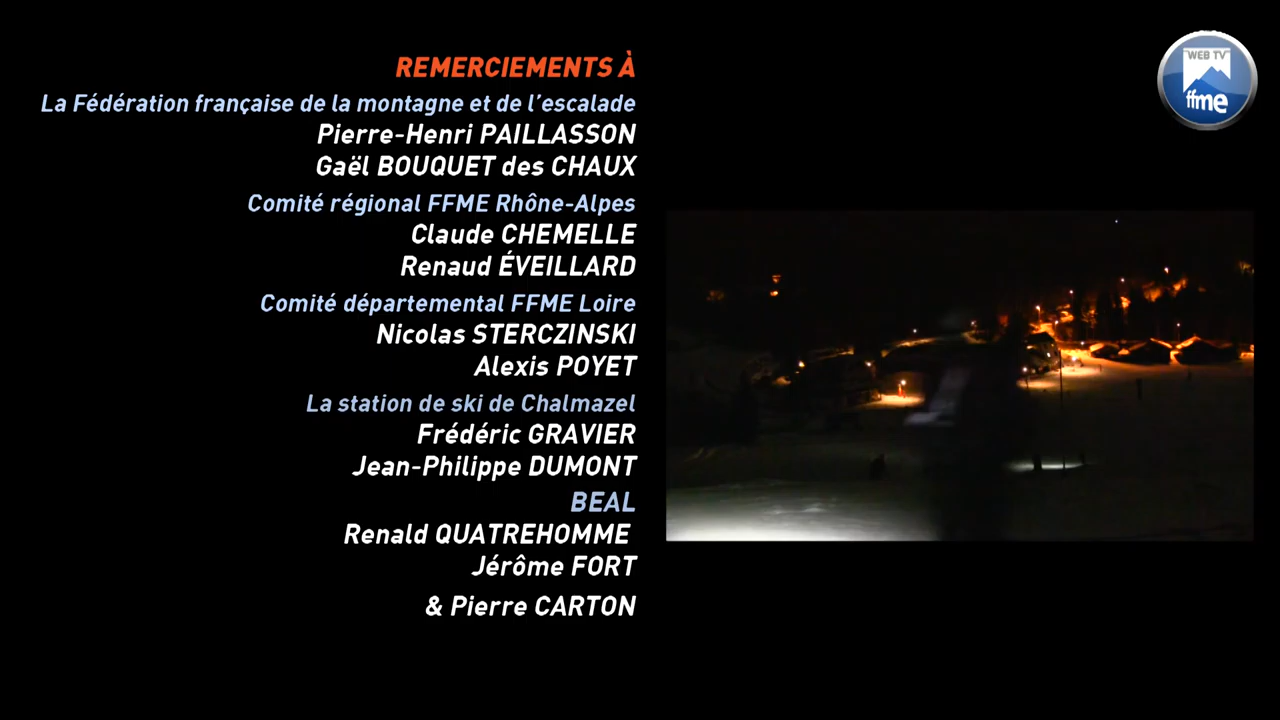 REMERCIEMENTS À
La Fédération française de la montagne et de l'escalade
Pierre-Henri PAILLASSON
Gaël BOUQUET des CHAUX
Comité régional FFME Rhône-Alpes
Claude CHEMELLE
Renaud ÉVEILLARD
Comité départemental FFME Loire
Nicolas STERCZINSKI
Alexis POYET
La station de ski de Chalmazel
Frédéric GRAVIER
Jean-Philippe DUMONT
BEAL
Renald QUATREHOMME
Jérôme FORT
& Pierre CARTON
WEB TV
ffme